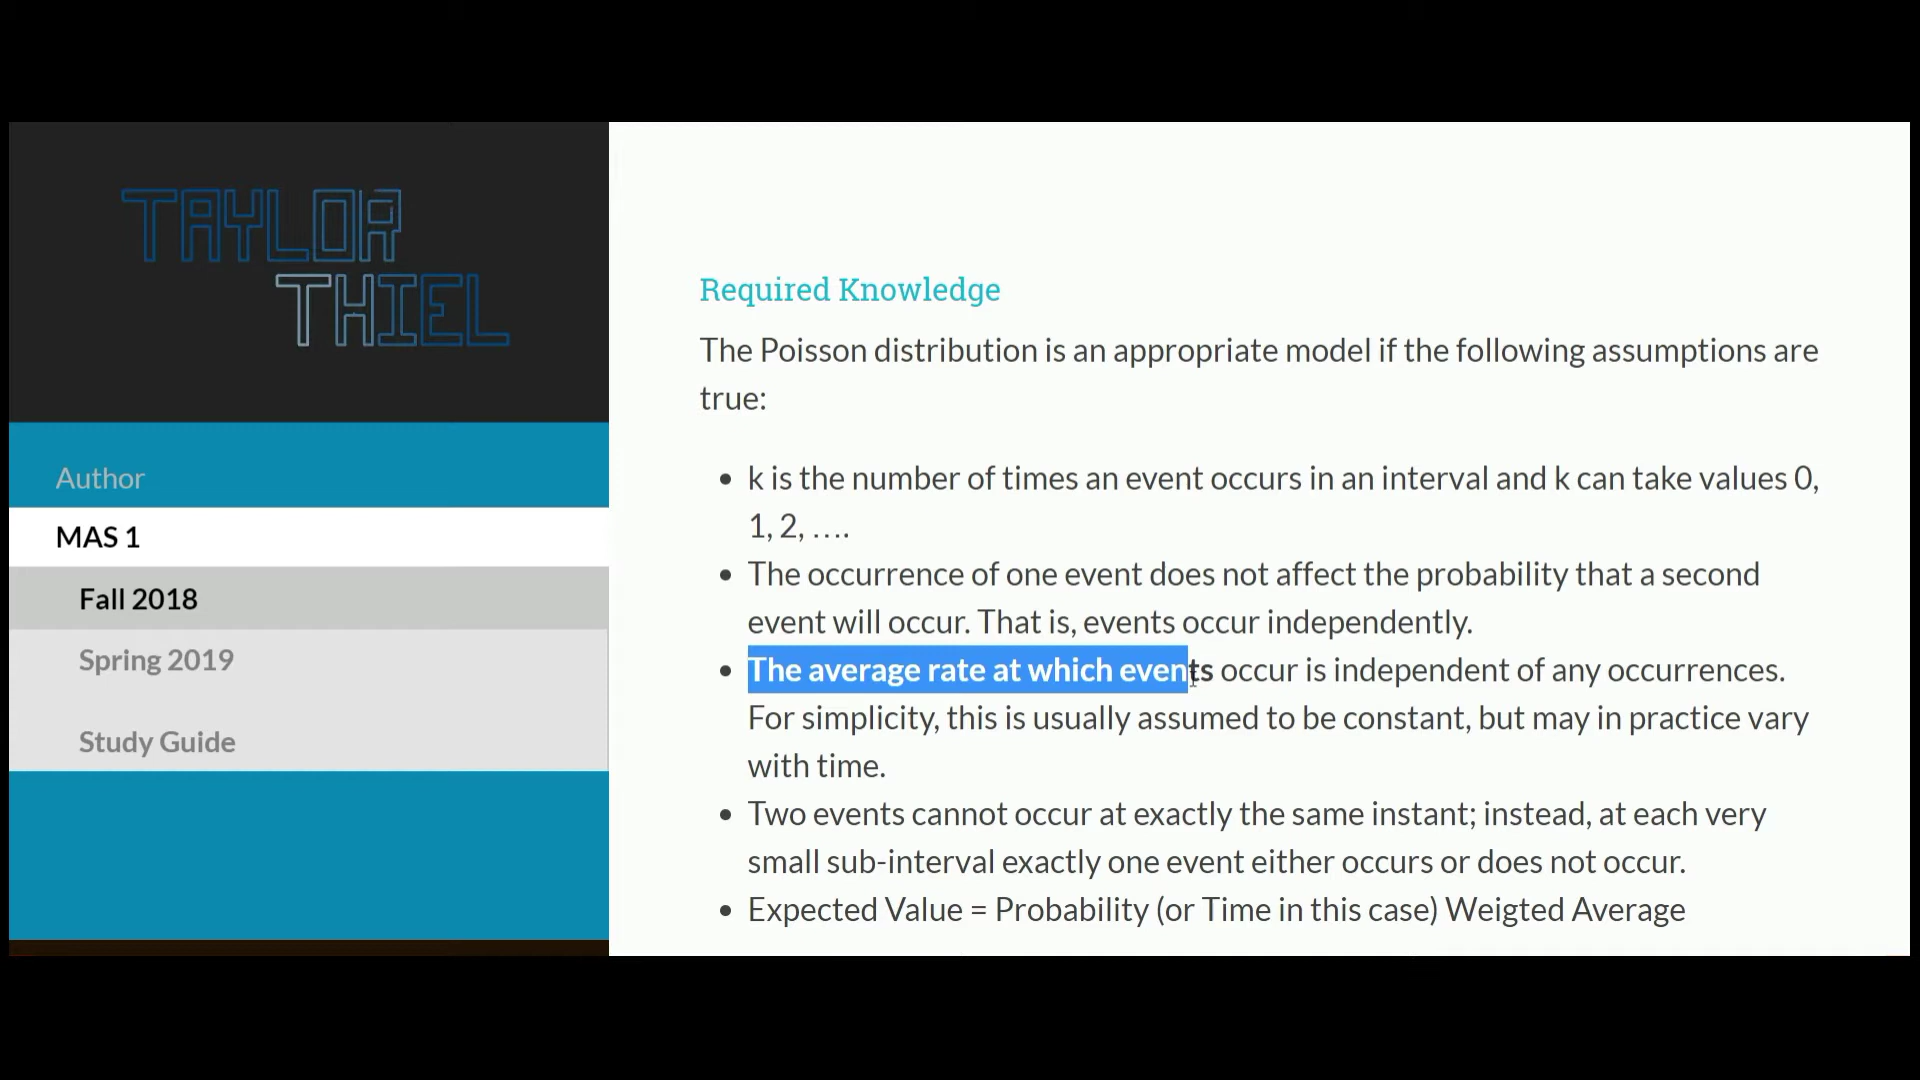 TAYLOR
THIEL
Author
MAS 1
Fall 2018
Spring 2019
Study Guide
Required Knowledge
The Poisson distribution is an appropriate model if the following assumptions are
true:
• k is the number of times an event occurs in an interval and k can take values 0,
1, 2, ….
• The occurrence of one event does not affect the probability that a second
event will occur. That is, events occur independently.
• The average rate at which events occur is independent of any occurrences.
For simplicity, this is usually assumed to be constant, but may in practice vary
with time.
• Two events cannot occur at exactly the same instant; instead, at each very
small sub-interval exactly one event either occurs or does not occur.
• Expected Value = Probability (or Time in this case) Weigted Average